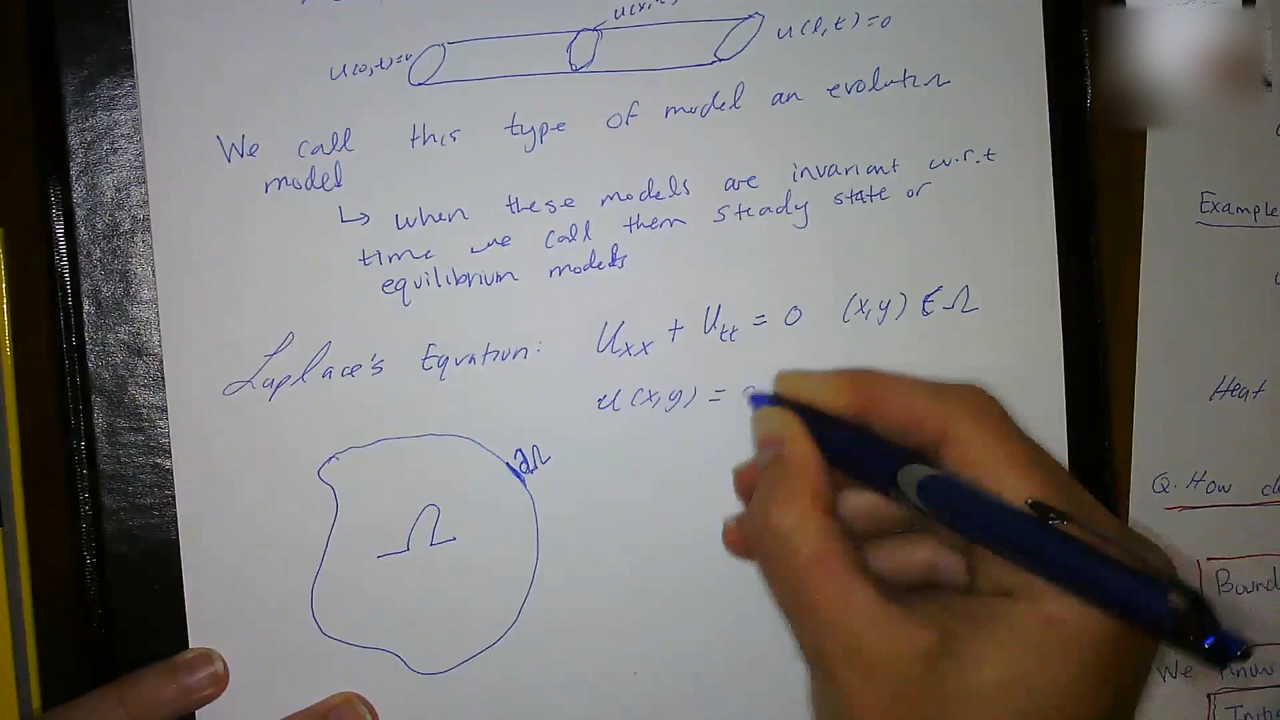 u(0,t)=0
u(l,t)=0
We call this type of model an evolution
model
↳ when these models are invariant w.r.t
time we call them steady state or
equilibrium models
Laplace's Equation: Uxx + Utt = 0 (x,y) ∈ Ω
u(x,y) =
∂Ω
Ω
Example
Heat
Q. How
Bound
We know